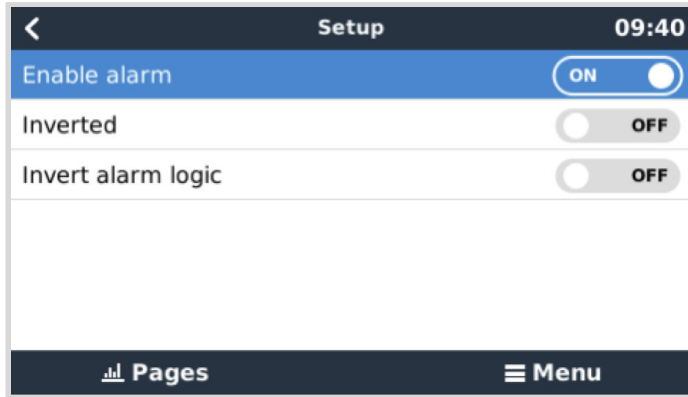 Setup 09:40
Enable alarm ON
Inverted OFF
Invert alarm logic OFF
Pages Menu